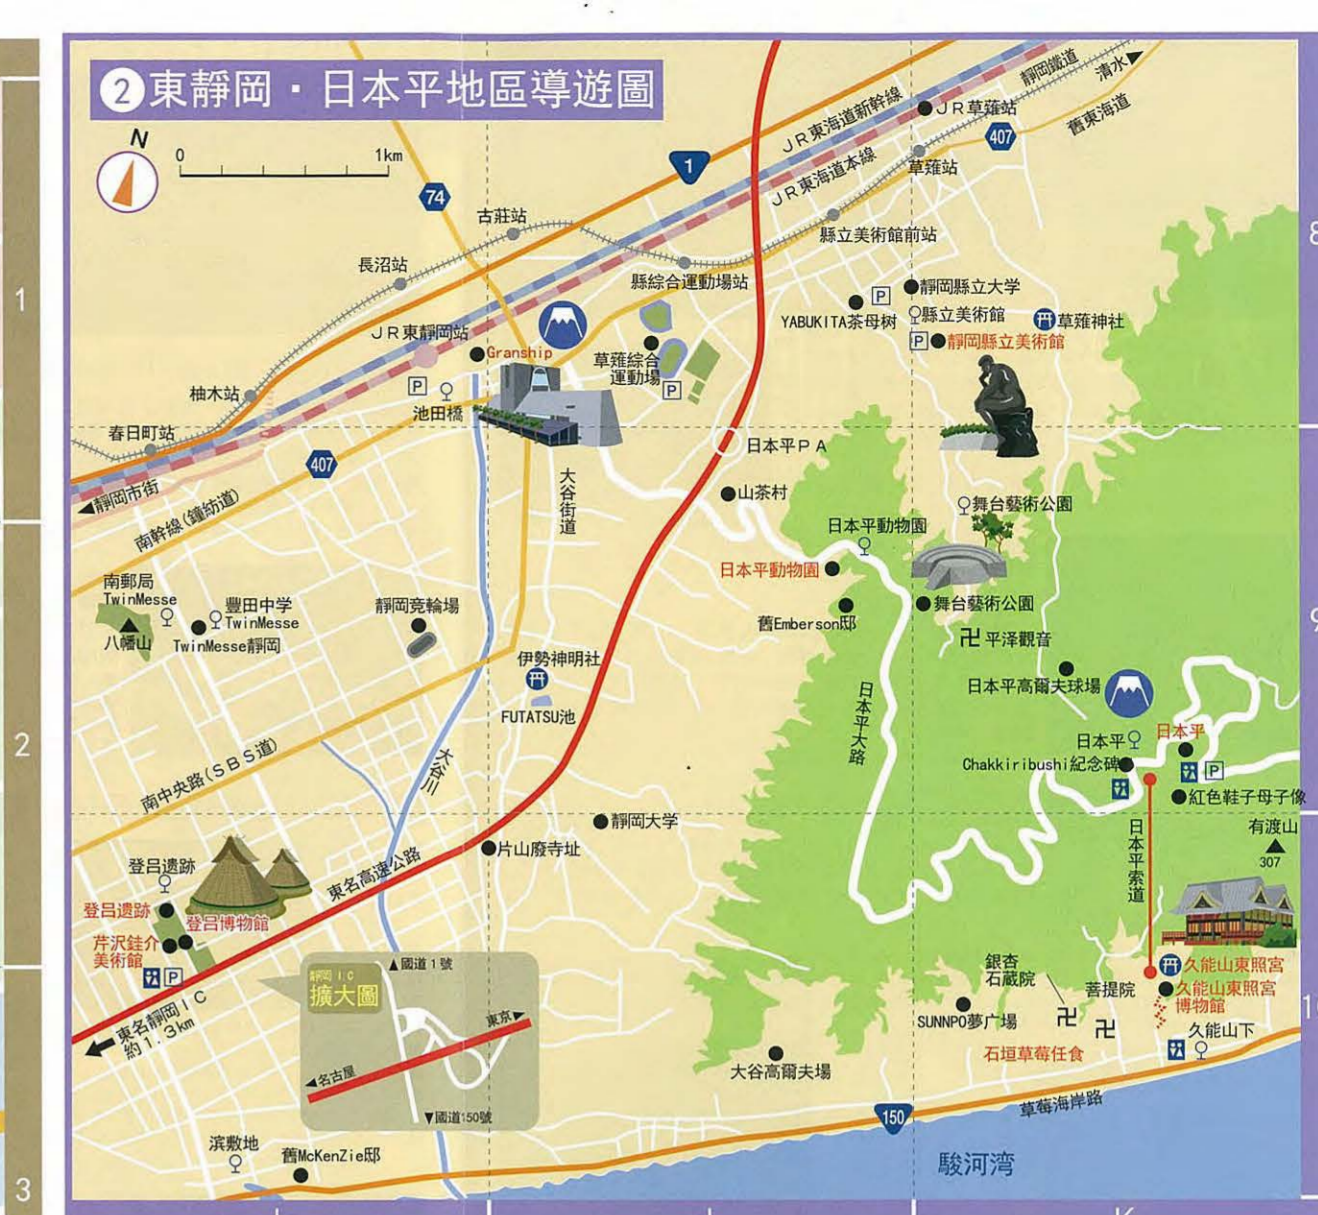 ②東靜岡・日本平地區導遊圖
N
0
1km
74
1
407
JR東海道新幹線
JR東海道本線
靜岡鐵道
清水▶
舊東海道
JR草薙站
草薙站
縣立美術館前站
縣綜合運動場站
古莊站
長沼站
JR東靜岡站
柚木站
春日町站
◀靜岡市街
南幹線(鐘紡道)
407
Granship
P
池田橋
草薙綜合
運動場
P
YABUKITA茶母树
P
靜岡縣立大学
縣立美術館
P
靜岡縣立美術館
草薙神社
日本平PA
大谷街道
山茶村
日本平動物園
日本平動物園
舊Emberson邸
舞台藝術公園
舞台藝術公園
卍平泽觀音
日本平高爾夫球場
日本平大路
南郵局
TwinMesse
八幡山
豐田中学
TwinMesse
TwinMesse靜岡
靜岡竞輪場
伊勢神明社
FUTATSU池
大谷川
南中央路(SBS道)
日本平
日本平
Chakkiribushi紀念碑
P
紅色鞋子母子像
日本平索道
有渡山
307
靜岡大学
片山廢寺址
東名高速公路
登呂遺跡
登呂遺跡
登呂博物館
芹沢銈介
美術館
P
東名靜岡IC
約1.3km
靜岡I.C
擴大圖
▲國道1號
東京▶
◀名古屋
▼國道150號
銀杏
石蔵院
菩提院
卍
卍
SUNNPO夢广場
石垣草莓任食
久能山東照宮
久能山東照宮
博物館
久能山下
大谷高爾夫場
150
草莓海岸路
駿河湾
滨敷地
舊McKenZie邸
1
2
3
8
9
10